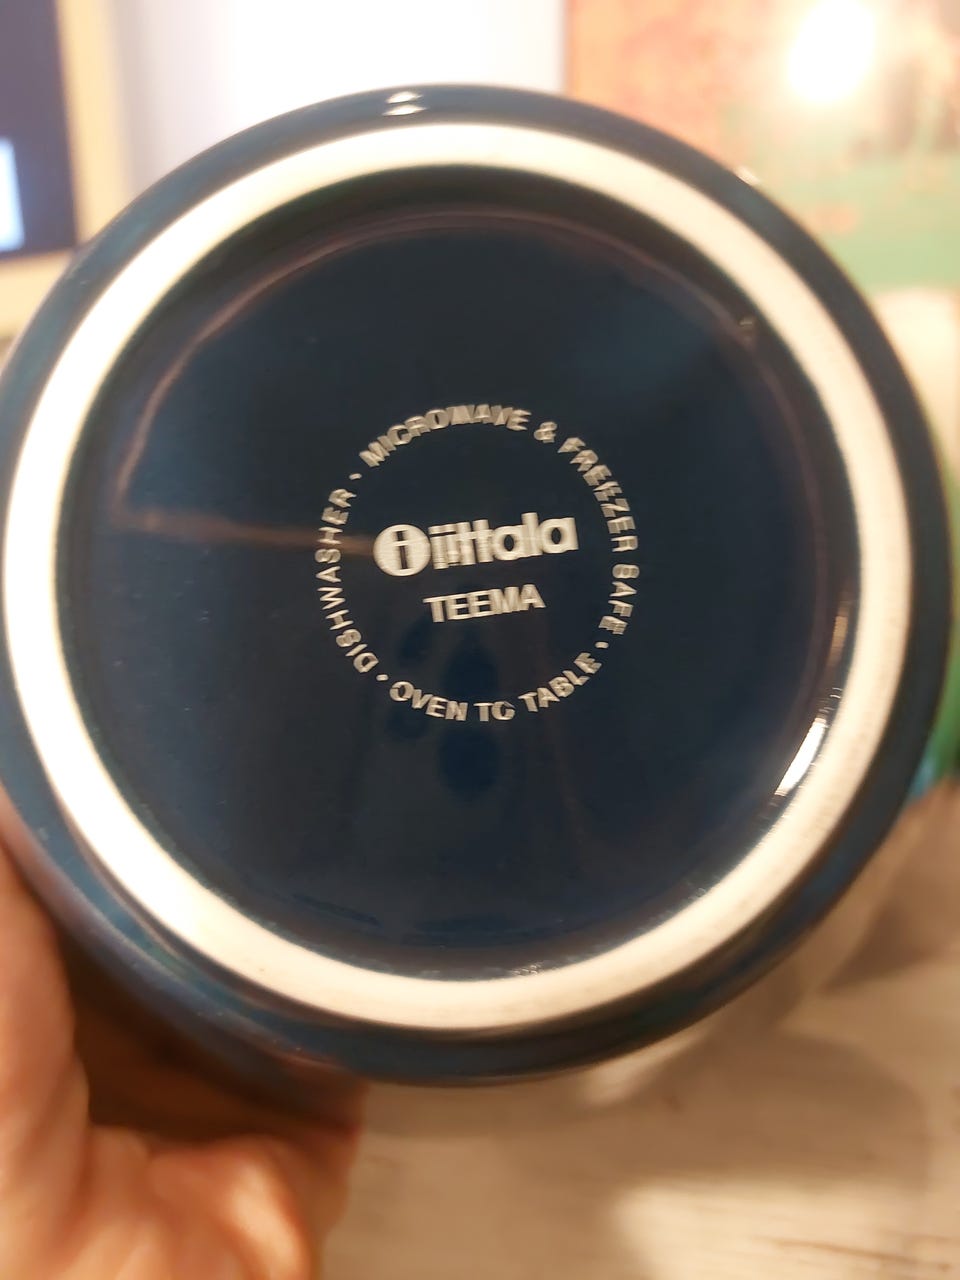 MICROWAVE & FREEZER SAFE · OVEN TO TABLE · DISHWASHER ·
i iittala
TEEMA